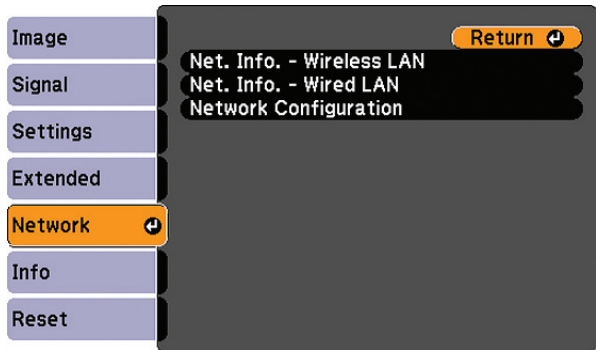 Image
Signal
Settings
Extended
Network
Info
Reset
Return
Net. Info. - Wireless LAN
Net. Info. - Wired LAN
Network Configuration